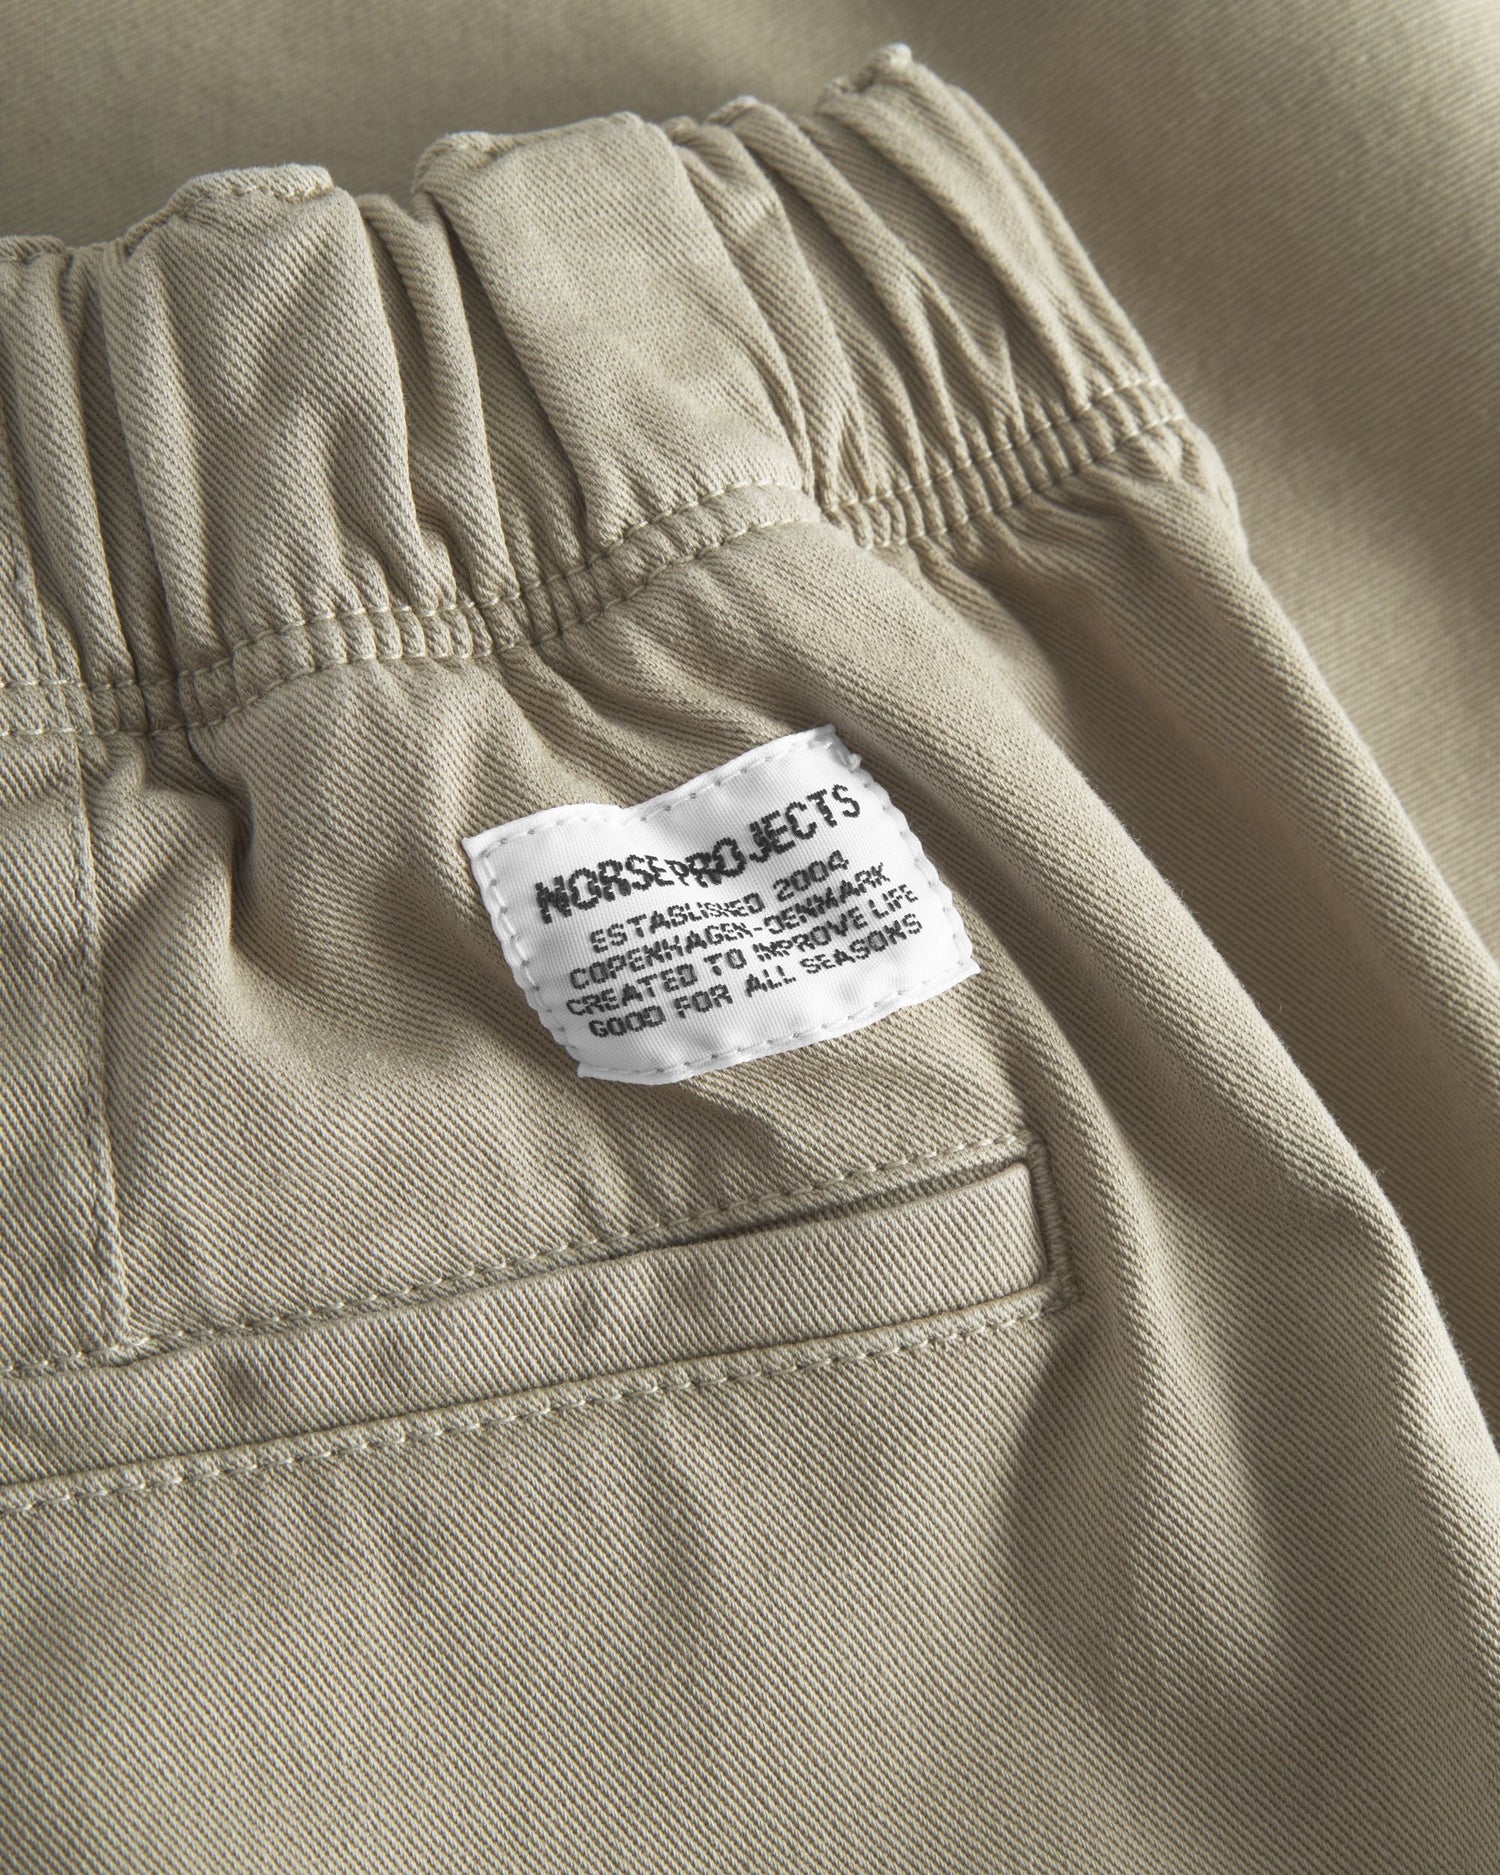 NORSEPROJECTS
ESTABLISHED 2004
COPENHAGEN-DENMARK
CREATED TO IMPROVE LIFE
GOOD FOR ALL SEASONS